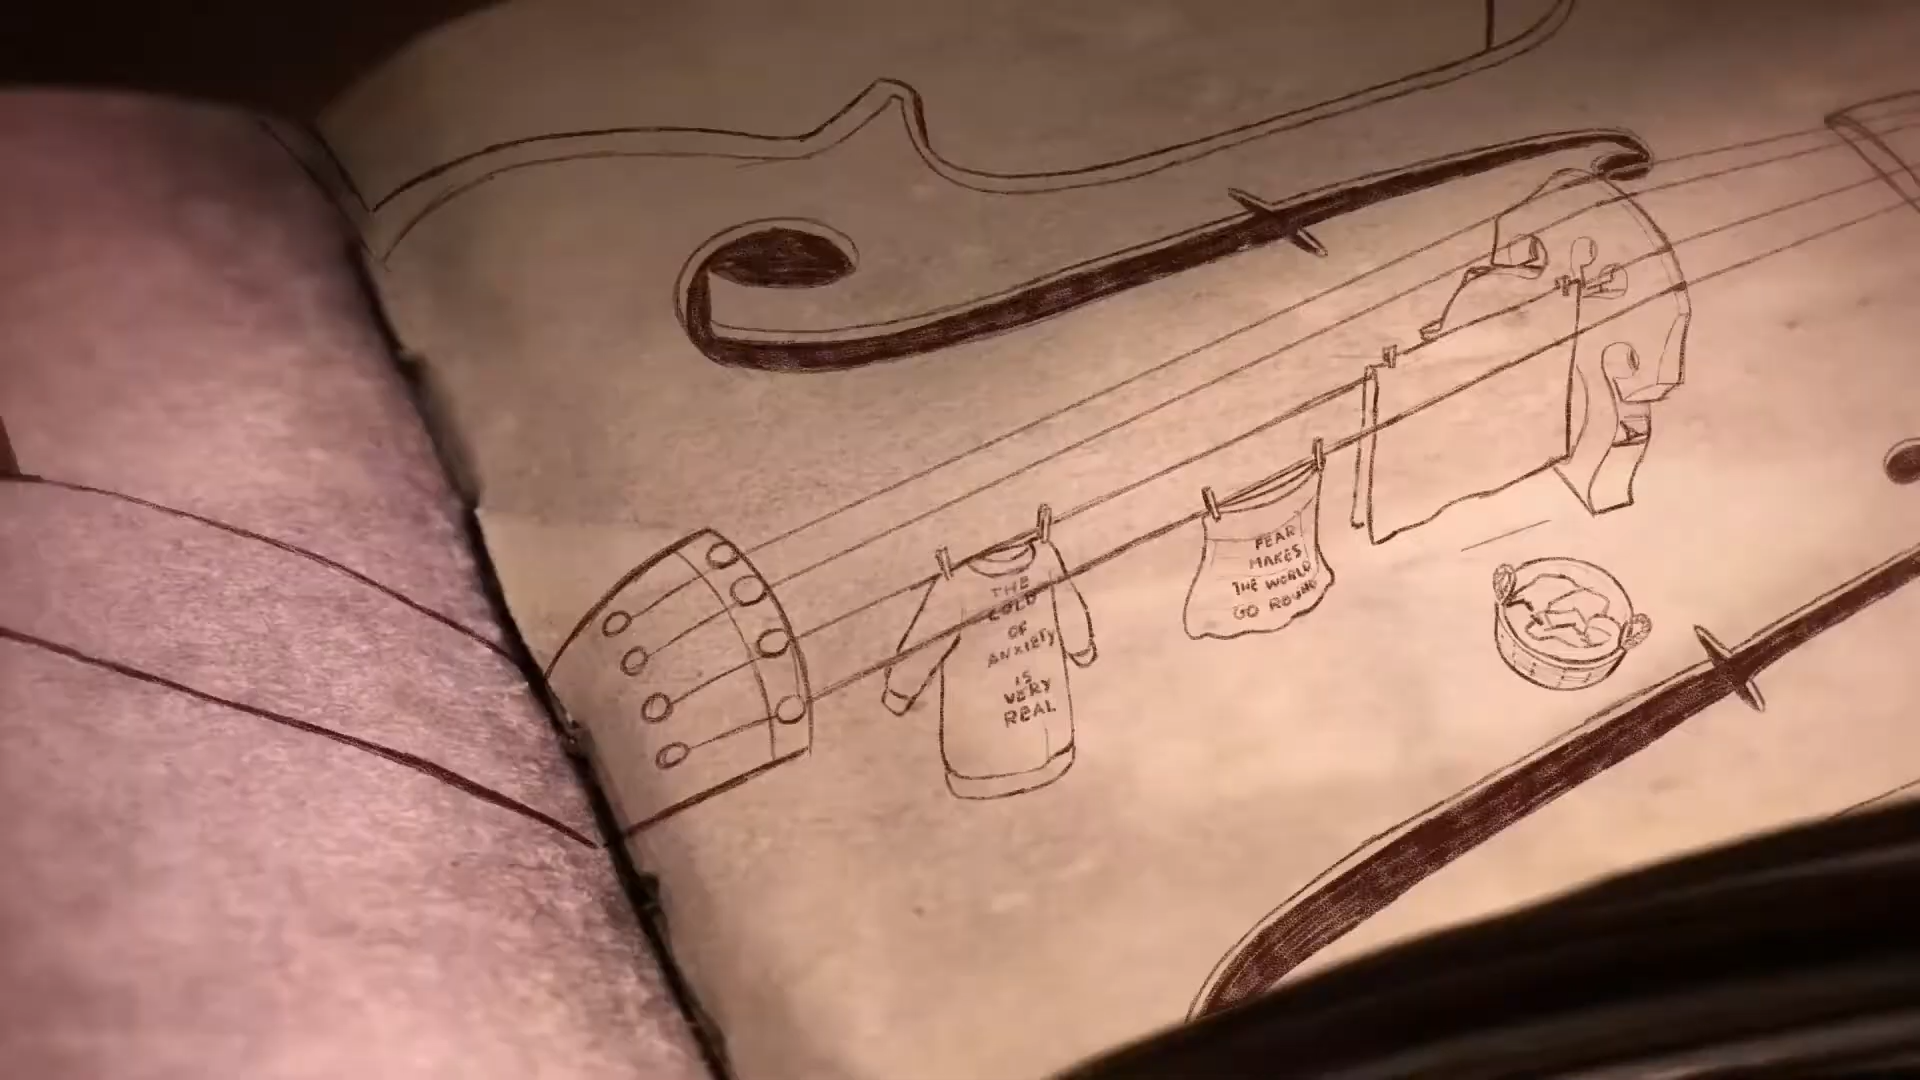 THE
COLD
OF
ANXIETY
IS
VERY
REAL
FEAR
MAKES
THE WORLD
GO ROUND